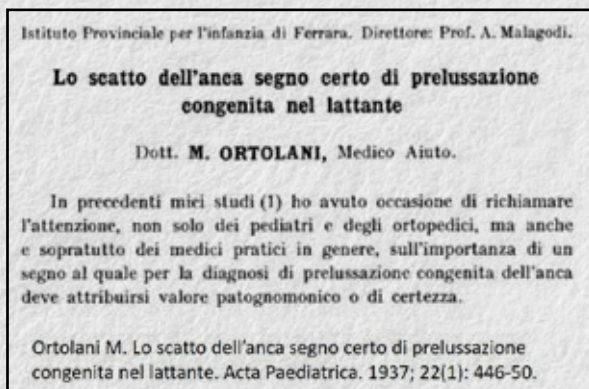 Istituto Provinciale per l'infanzia di Ferrara. Direttore: Prof. A. Malagodi.
Lo scatto dell'anca segno certo di prelussazione
congenita nel lattante
Dott. M. ORTOLANI, Medico Aiuto.
In precedenti miei studi (1) ho avuto occasione di richiamare
l'attenzione, non solo dei pediatri e degli ortopedici, ma anche
e sopratutto dei medici pratici in genere, sull'importanza di un
segno al quale per la diagnosi di prelussazione congenita dell'anca
deve attribuirsi valore patognomonico o di certezza.
Ortolani M. Lo scatto dell'anca segno certo di prelussazione
congenita nel lattante. Acta Paediatrica. 1937; 22(1): 446-50.